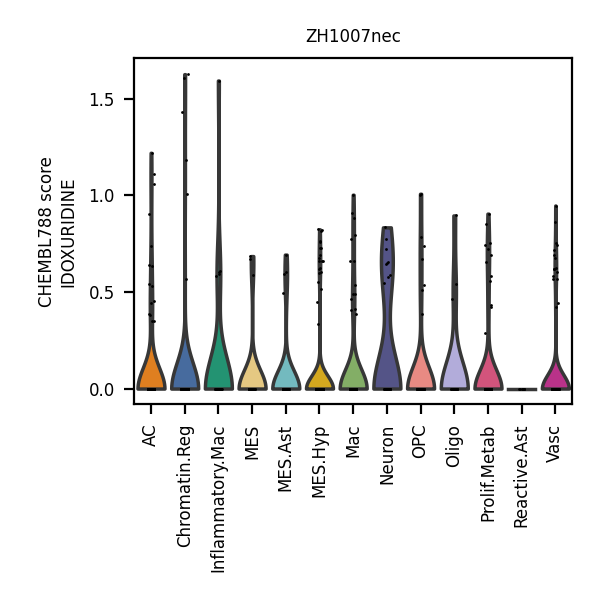 ZH1007nec
CHEMBL788 score
IDOXURIDINE
1.5
1.0
0.5
0.0
AC
Chromatin.Reg
Inflammatory.Mac
MES
MES.Ast
MES.Hyp
Mac
Neuron
OPC
Oligo
Prolif.Metab
Reactive.Ast
Vasc